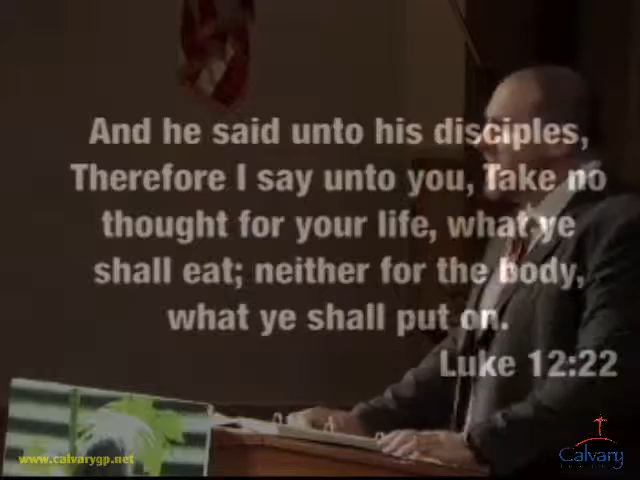 And he said unto his disciples,
Therefore I say unto you, Take no
thought for your life, what ye
shall eat; neither for the body,
what ye shall put on.
Luke 12:22
www.calvarygp.net
Calvary